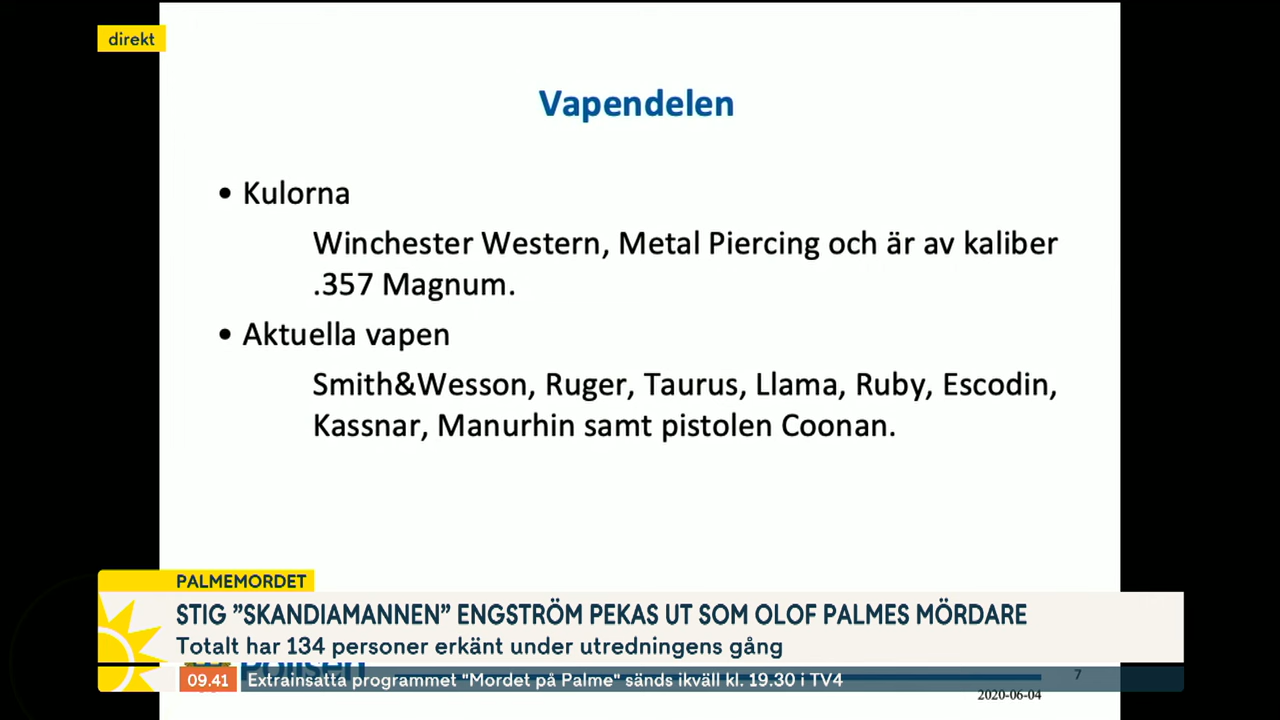 direkt
Vapendelen
• Kulorna
Winchester Western, Metal Piercing och är av kaliber
.357 Magnum.
• Aktuella vapen
Smith&Wesson, Ruger, Taurus, Llama, Ruby, Escodin,
Kassnar, Manurhin samt pistolen Coonan.
PALMEMORDET
STIG ”SKANDIAMANNEN” ENGSTRÖM PEKAS UT SOM OLOF PALMES MÖRDARE
Totalt har 134 personer erkänt under utredningens gång
Polisen
09.41 Extrainsatta programmet "Mordet på Palme" sänds ikväll kl. 19.30 i TV4
7
2020-06-04